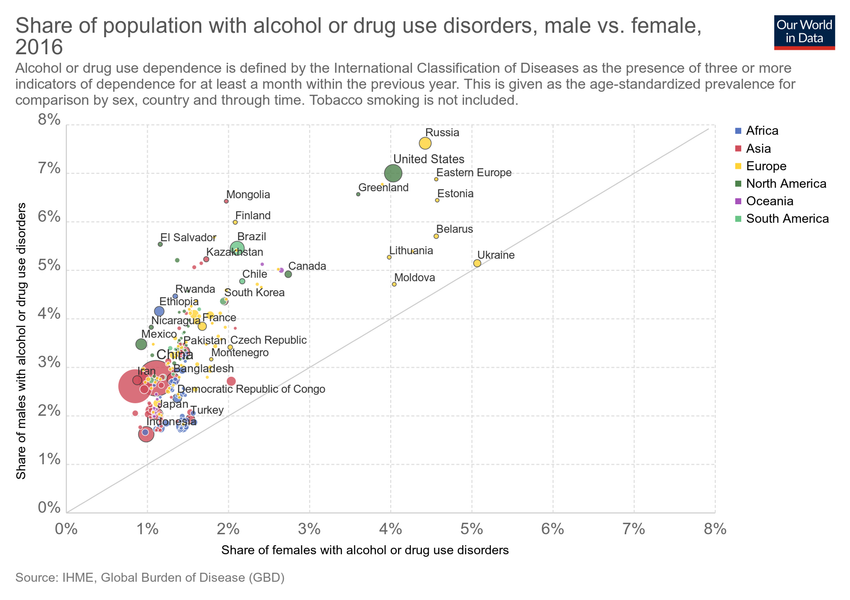 Share of population with alcohol or drug use disorders, male vs. female,
2016
Our World
in Data
Alcohol or drug use dependence is defined by the International Classification of Diseases as the presence of three or more
indicators of dependence for at least a month within the previous year. This is given as the age-standardized prevalence for
comparison by sex, country and through time. Tobacco smoking is not included.
8%
Russia
Africa
Asia
Europe
North America
Oceania
South America
7%
United States
Eastern Europe
Greenland
Estonia
Mongolia
6%
Finland
Belarus
El Salvador
Brazil
Kazakhstan
Lithuania
Ukraine
5%
Canada
Chile
Moldova
Rwanda
South Korea
Ethiopia
4%
Nicaragua
France
Mexico
Pakistan
Czech Republic
China
Montenegro
3%
Iran
Bangladesh
Democratic Republic of Congo
Japan
Turkey
2%
Indonesia
1%
0%
Share of males with alcohol or drug use disorders
0%
1%
2%
3%
4%
5%
6%
7%
8%
Share of females with alcohol or drug use disorders
Source: IHME, Global Burden of Disease (GBD)